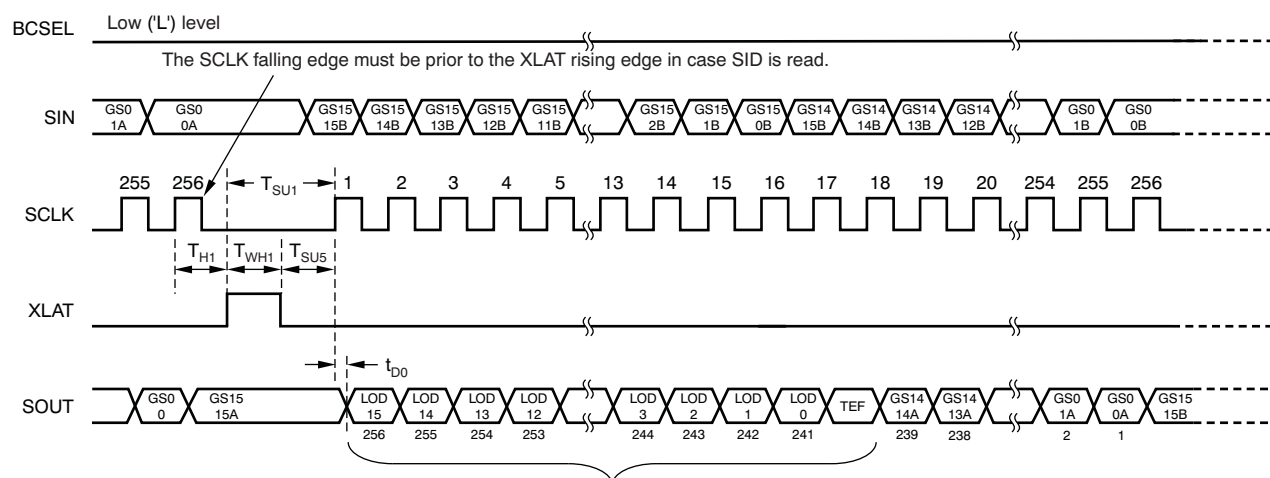 BCSEL Low ('L') level
The SCLK falling edge must be prior to the XLAT rising edge in case SID is read.
SIN GS0 1A GS0 0A GS15 15B GS15 14B GS15 13B GS15 12B GS15 11B GS15 2B GS15 1B GS15 0B GS14 15B GS14 14B GS14 13B GS14 12B GS0 1B GS0 0B
255 256 TSU1 1 2 3 4 5 13 14 15 16 17 18 19 20 254 255 256
SCLK
TH1 TWH1 TSU5
XLAT
tD0
SOUT GS0 0 GS15 15A LOD 15 LOD 14 LOD 13 LOD 12 LOD 3 LOD 2 LOD 1 LOD 0 TEF GS14 14A GS14 13A GS0 1A GS0 0A GS15 15B
256 255 254 253 244 243 242 241 239 238 2 1